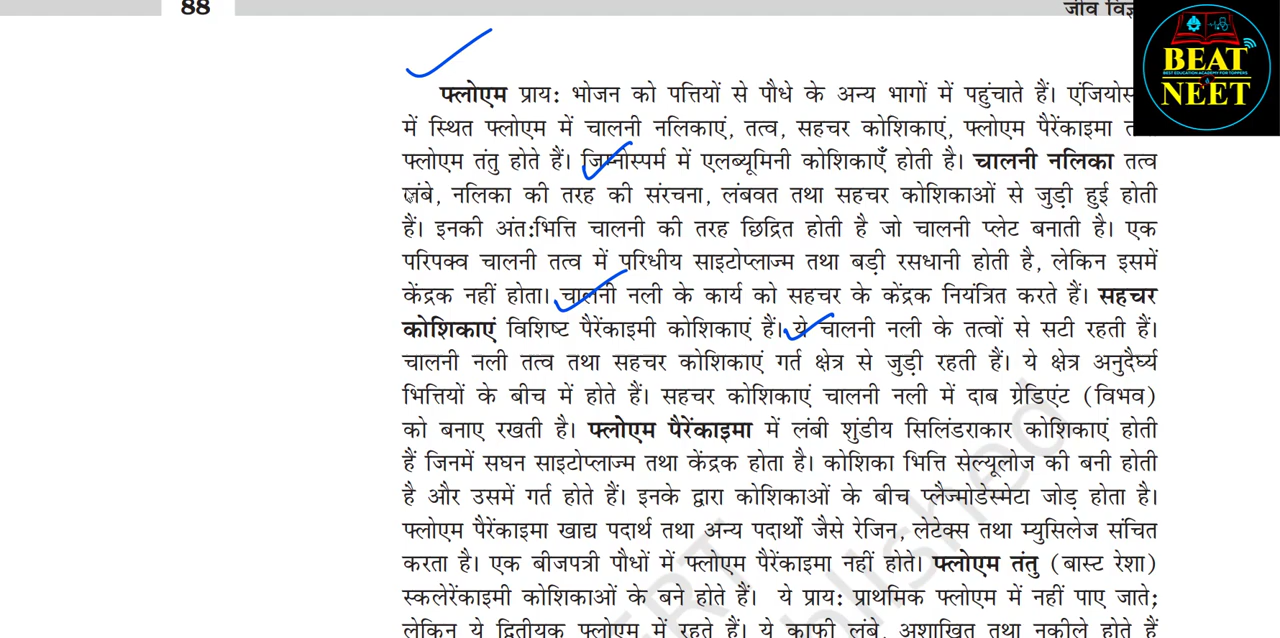 88
जीव विज्ञ
BEAT
BEST EDUCATION ACADEMY FOR TOPPERS
NEET
फ्लोएम प्राय: भोजन को पत्तियों से पौधे के अन्य भागों में पहुंचाते हैं।
में स्थित फ्लोएम में चालनी नलिकाएं, तत्व, सहचर कोशिकाएं, फ्लोएम पैरेंकाइमा
फ्लोएम तंतु होते हैं। जिम्नोस्पर्म में एलब्यूमिनी कोशिकाएँ होती है। चालनी नलिका तत्व
लंबे, नलिका की तरह की संरचना, लंबवत तथा सहचर कोशिकाओं से जुड़ी हुई होती
हैं। इनकी अंत:भित्ति चालनी की तरह छिद्रित होती है जो चालनी प्लेट बनाती है। एक
परिपक्व चालनी तत्व में परिधीय साइटोप्लाज्म तथा बड़ी रसधानी होती है, लेकिन इसमें
केंद्रक नहीं होता। चालनी नली के कार्य को सहचर के केंद्रक नियंत्रित करते हैं। सहचर
कोशिकाएं विशिष्ट पैरेंकाइमी कोशिकाएं हैं। ये चालनी नली के तत्वों से सटी रहती हैं।
चालनी नली तत्व तथा सहचर कोशिकाएं गर्त क्षेत्र से जुड़ी रहती हैं। ये क्षेत्र अनुदैर्घ्य
भित्तियों के बीच में होते हैं। सहचर कोशिकाएं चालनी नली में दाब ग्रेडिएंट (विभव)
को बनाए रखती है। फ्लोएम पैरेंकाइमा में लंबी शुंडीय सिलिंडराकार कोशिकाएं होती
हैं जिनमें सघन साइटोप्लाज्म तथा केंद्रक होता है। कोशिका भित्ति सेल्यूलोज की बनी होती
है और उसमें गर्त होते हैं। इनके द्वारा कोशिकाओं के बीच प्लैज्मोडेस्मेटा जोड़ होता है।
फ्लोएम पैरेंकाइमा खाद्य पदार्थ तथा अन्य पदार्थों जैसे रेजिन, लेटेक्स तथा म्युसिलेज संचित
करता है। एक बीजपत्री पौधों में फ्लोएम पैरेंकाइमा नहीं होते। फ्लोएम तंतु (बास्ट रेशा)
स्कलेरेंकाइमी कोशिकाओं के बने होते हैं। ये प्राय: प्राथमिक फ्लोएम में नहीं पाए जाते;
लेकिन ये द्वितीयक फ्लोएम में रहते हैं। ये काफी लंबे, अशाखित तथा नुकीले होते हैं